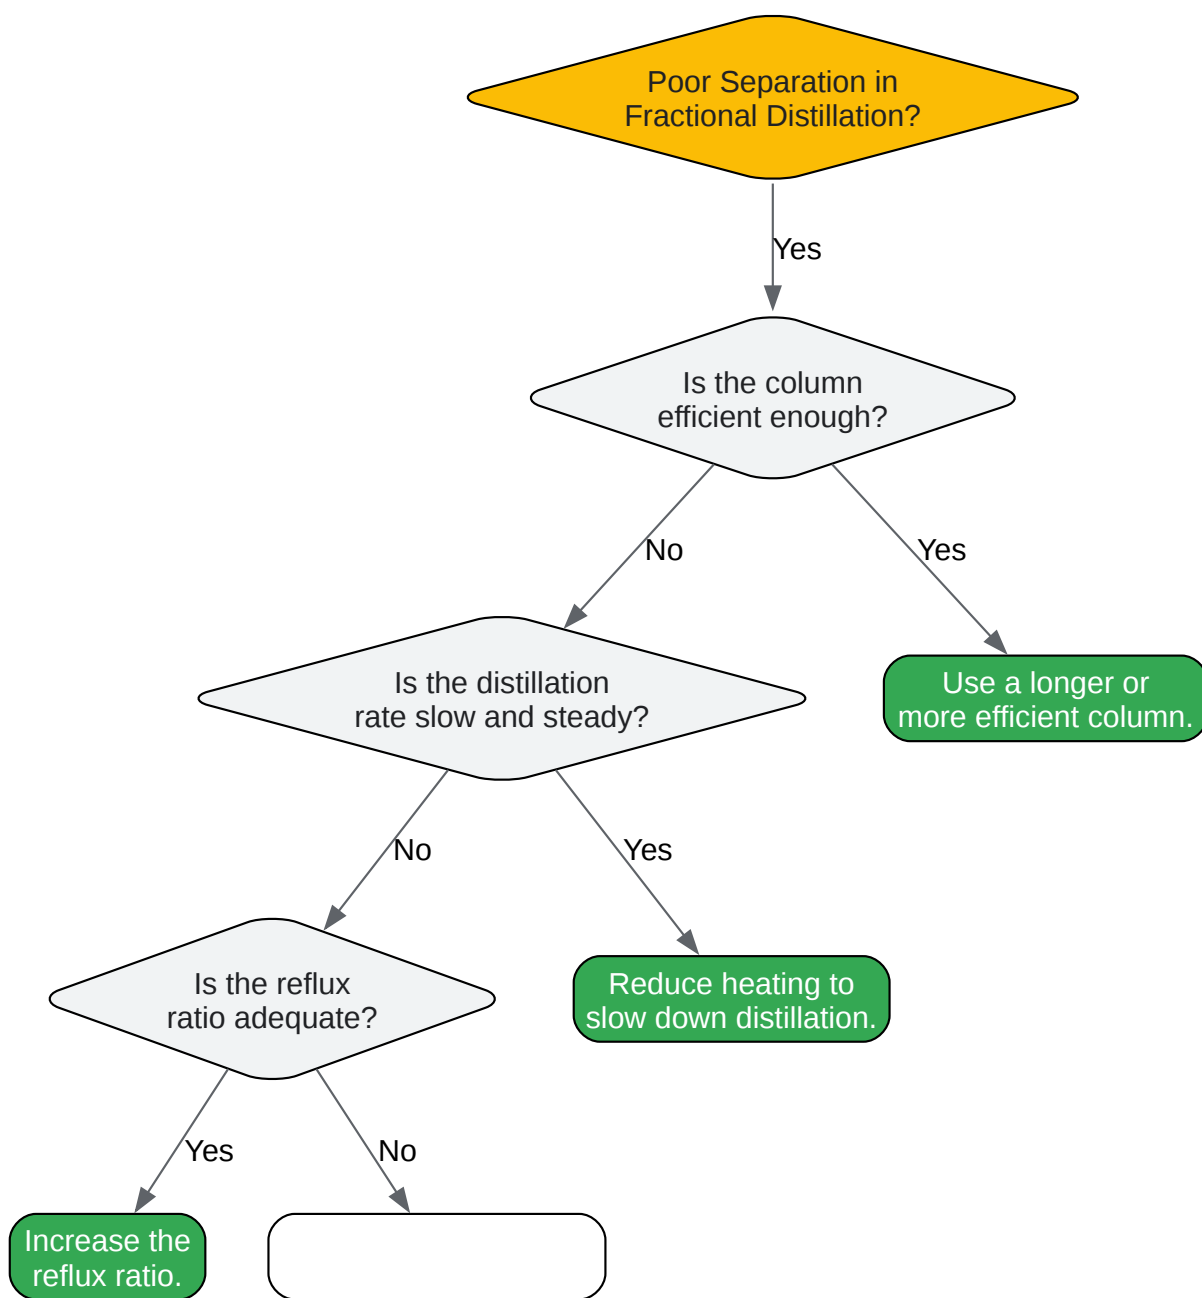 Poor Separation in
Fractional Distillation?
Yes
Is the column
efficient enough?
No
Yes
Is the distillation
rate slow and steady?
Use a longer or
more efficient column.
No
Yes
Is the reflux
ratio adequate?
Reduce heating to
slow down distillation.
Yes
No
Increase the
reflux ratio.